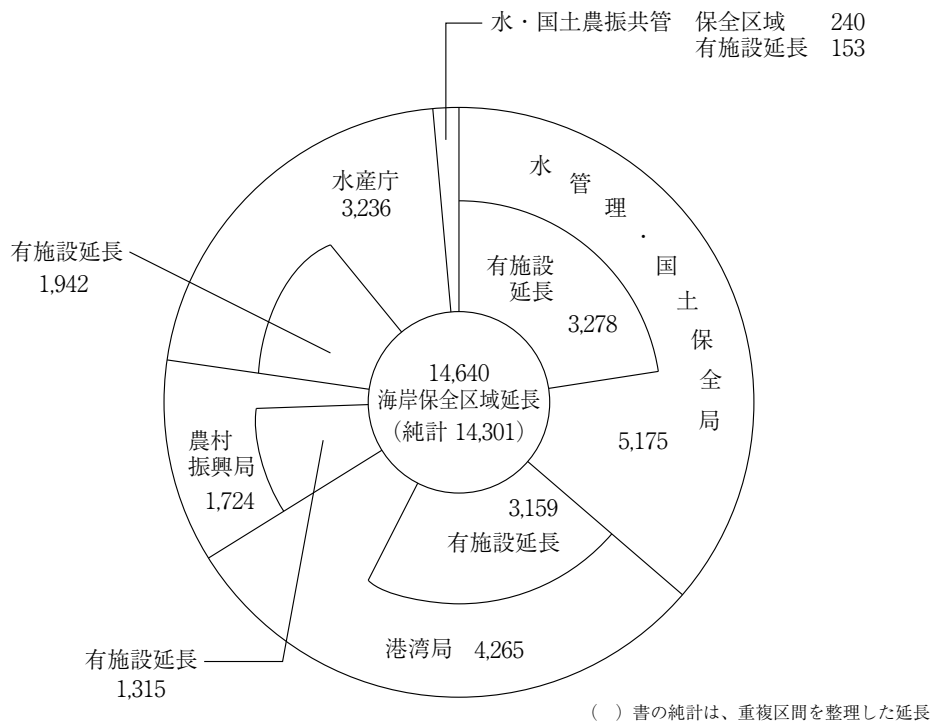 水・国土農振共管 保全区域 240
有施設延長 153
水管理・国土保全局
5,175
有施設
延長
3,278
水産庁
3,236
有施設延長
1,942
14,640
海岸保全区域延長
（純計 14,301）
農村
振興局
1,724
有施設延長
1,315
3,159
有施設延長
港湾局 4,265
（ ）書の純計は、重複区間を整理した延長